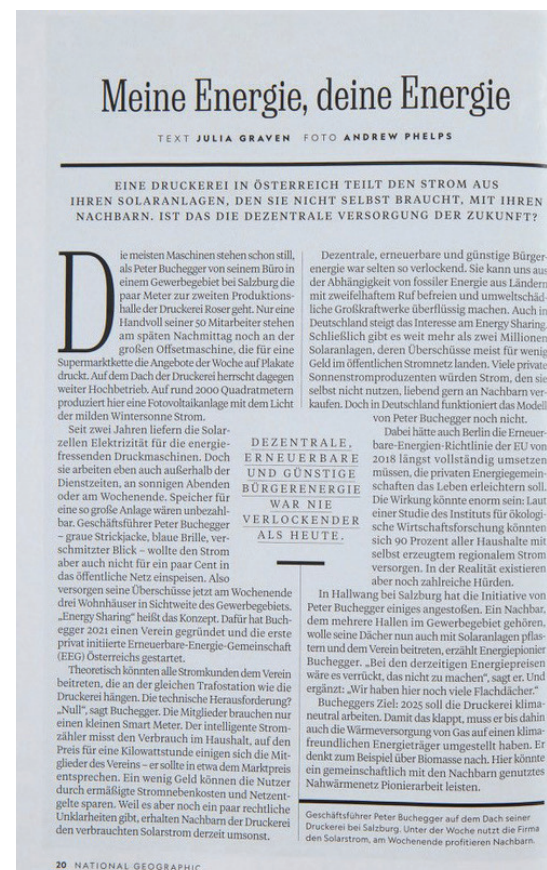 Meine Energie, deine Energie
TEXT JULIA GRAVEN FOTO ANDREW PHELPS
EINE DRUCKEREI IN ÖSTERREICH TEILT DEN STROM AUS
IHREN SOLARANLAGEN, DEN SIE NICHT SELBST BRAUCHT, MIT IHREN
NACHBARN. IST DAS DIE DEZENTRALE VERSORGUNG DER ZUKUNFT?
Die meisten Maschinen stehen schon still,
als Peter Buchegger von seinem Büro in
einem Gewerbegebiet bei Salzburg die
paar Meter zur zweiten Produktions-
halle der Druckerei Roser geht. Nur eine
Handvoll seiner 50 Mitarbeiter stehen
am späten Nachmittag noch an der
großen Offsetmaschine, die für eine
Supermarktkette die Angebote der Woche auf Plakate
druckt. Auf dem Dach der Druckerei herrscht dagegen
weiter Hochbetrieb. Auf rund 2000 Quadratmetern
produziert hier eine Fotovoltaikanlage mit dem Licht
der milden Wintersonne Strom.
Seit zwei Jahren liefern die Solar-
zellen Elektrizität für die energie-
fressenden Druckmaschinen. Doch
sie arbeiten eben auch außerhalb der
Dienstzeiten, an sonnigen Abenden
oder am Wochenende. Speicher für
eine so große Anlage wären unbezahl-
bar. Geschäftsführer Peter Buchegger
– graue Strickjacke, blaue Brille, ver-
schmitzter Blick – wollte den Strom
aber auch nicht für ein paar Cent in
das öffentliche Netz einspeisen. Also
versorgen seine Überschüsse jetzt am Wochenende
drei Wohnhäuser in Sichtweite des Gewerbegebiets.
„Energy Sharing“ heißt das Konzept. Dafür hat Buch-
egger 2021 einen Verein gegründet und die erste
privat initiierte Erneuerbare-Energie-Gemeinschaft
(EEG) Österreichs gestartet.
Theoretisch könnten alle Stromkunden dem Verein
beitreten, die an der gleichen Trafostation wie die
Druckerei hängen. Die technische Herausforderung?
„Null“, sagt Buchegger. Die Mitglieder brauchen nur
einen kleinen Smart Meter. Der intelligente Strom-
zähler misst den Verbrauch im Haushalt, auf den
Preis für eine Kilowattstunde einigen sich die Mit-
glieder des Vereins – er sollte in etwa dem Marktpreis
entsprechen. Ein wenig Geld können die Nutzer
durch ermäßigte Stromnebenkosten und Netzent-
gelte sparen. Weil es aber noch ein paar rechtliche
Unklarheiten gibt, erhalten Nachbarn der Druckerei
den verbrauchten Solarstrom derzeit umsonst.
DEZENTRALE,
ERNEUERBARE
UND GÜNSTIGE
BÜRGERENERGIE
WAR NIE
VERLOCKENDER
ALS HEUTE.
Dezentrale, erneuerbare und günstige Bürger-
energie war selten so verlockend. Sie kann uns aus
der Abhängigkeit von fossiler Energie aus Ländern
mit zweifelhaftem Ruf befreien und umweltschäd-
liche Großkraftwerke überflüssig machen. Auch in
Deutschland steigt das Interesse am Energy Sharing.
Schließlich gibt es weit mehr als zwei Millionen
Solaranlagen, deren Überschüsse meist für wenig
Geld im öffentlichen Stromnetz landen. Viele private
Sonnenstromproduzenten würden Strom, den sie
selbst nicht nutzen, liebend gern an Nachbarn ver-
kaufen. Doch in Deutschland funktioniert das Modell
von Peter Buchegger noch nicht.
Dabei hätte auch Berlin die Erneuer-
bare-Energien-Richtlinie der EU von
2018 längst vollständig umsetzen
müssen, die privaten Energiegemein-
schaften das Leben erleichtern soll.
Die Wirkung könnte enorm sein: Laut
einer Studie des Instituts für ökologi-
sche Wirtschaftsforschung könnten
sich 90 Prozent aller Haushalte mit
selbst erzeugtem regionalem Strom
versorgen. In der Realität existieren
aber noch zahlreiche Hürden.
In Hallwang bei Salzburg hat die Initiative von
Peter Buchegger einiges angestoßen. Ein Nachbar,
dem mehrere Hallen im Gewerbegebiet gehören,
wolle seine Dächer nun auch mit Solaranlagen pflas-
tern und dem Verein beitreten, erzählt Energiepionier
Buchegger. „Bei den derzeitigen Energiepreisen
wäre es verrückt, das nicht zu machen“, sagt er. Und
ergänzt: „Wir haben hier noch viele Flachdächer.“
Bucheggers Ziel: 2025 soll die Druckerei klima-
neutral arbeiten. Damit das klappt, muss er bis dahin
auch die Wärmeversorgung von Gas auf einen klima-
freundlichen Energieträger umgestellt haben. Er
denkt zum Beispiel über Biomasse nach. Hier könnte
ein gemeinschaftlich mit den Nachbarn genutztes
Nahwärmenetz Pionierarbeit leisten.
Geschäftsführer Peter Buchegger auf dem Dach seiner
Druckerei bei Salzburg. Unter der Woche nutzt die Firma
den Solarstrom, am Wochenende profitieren Nachbarn.
20 NATIONAL GEOGRAPHIC